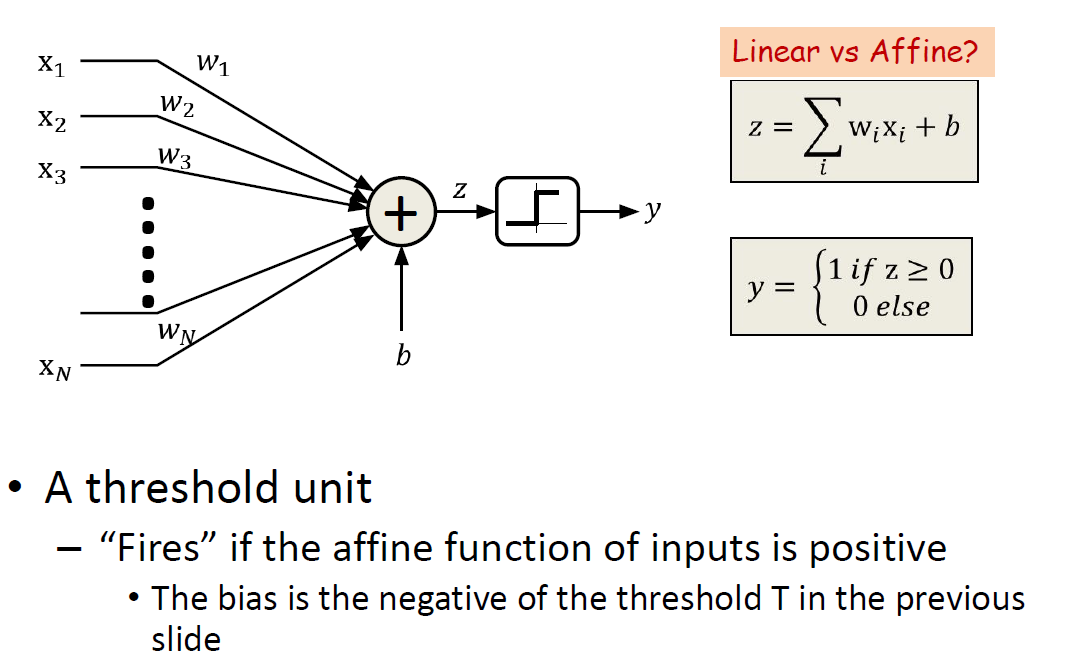 x₁
w₁
x₂
w₂
x₃
w₃
w_N
x_N
+
z
y
b
Linear vs Affine?
z = ∑ᵢ wᵢxᵢ + b
y = { 1 if z ≥ 0
0 else
• A threshold unit
– “Fires” if the affine function of inputs is positive
• The bias is the negative of the threshold T in the previous
slide